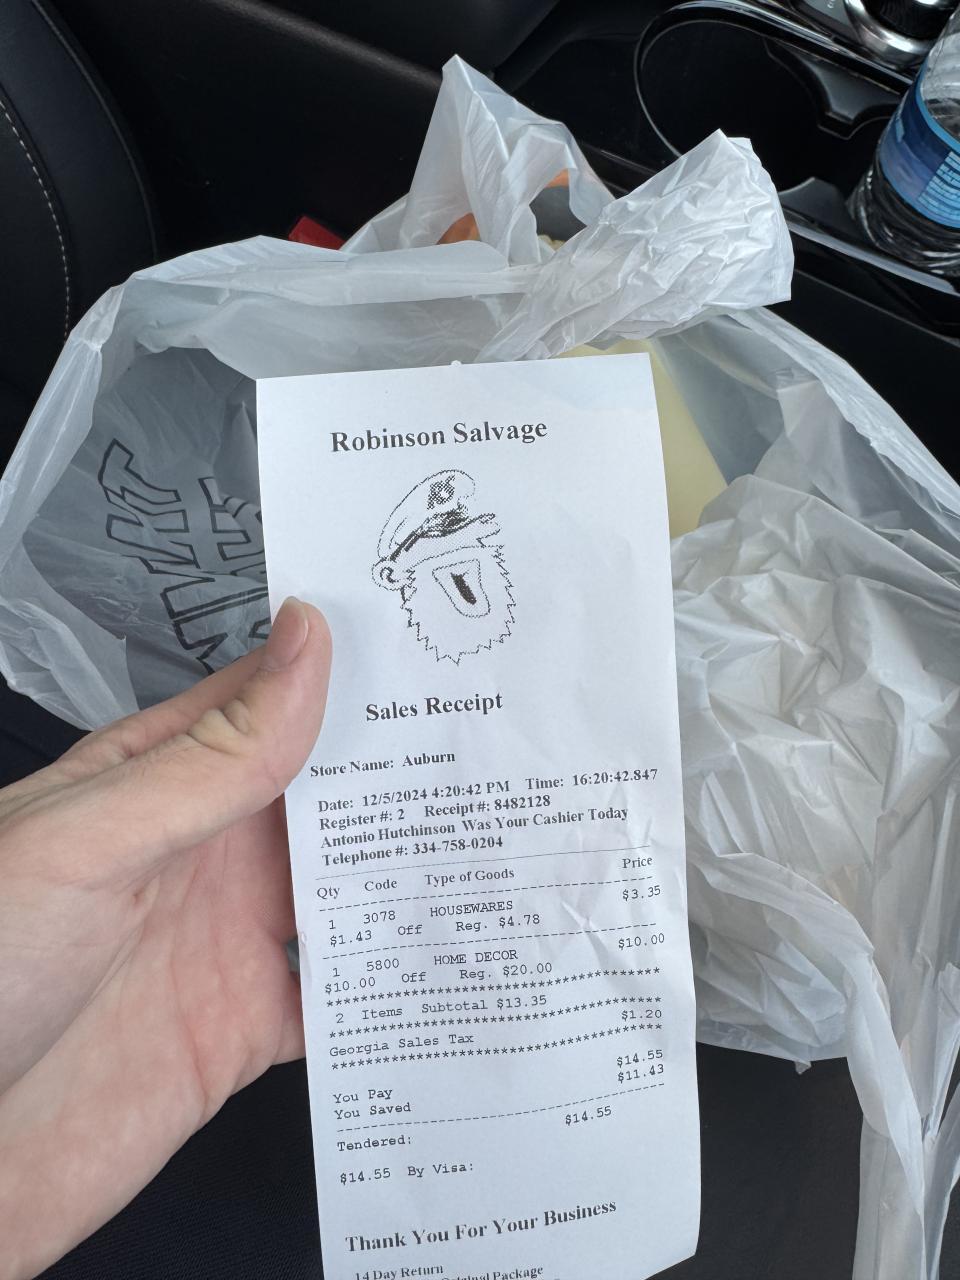 Robinson Salvage
RS
Sales Receipt
Store Name: Auburn
Date: 12/5/2024 4:20:42 PM Time: 16:20:42.847
Register #: 2 Receipt #: 8482128
Antonio Hutchinson Was Your Cashier Today
Telephone #: 334-758-0204
Qty Code Type of Goods Price
1 3078 HOUSEWARES $3.35
$1.43 Off Reg. $4.78
1 5800 HOME DECOR $10.00
$10.00 Off Reg. $20.00
****************************************
2 Items Subtotal $13.35
****************************************
Georgia Sales Tax $1.20
****************************************
You Pay $14.55
You Saved $11.43
Tendered: $14.55
$14.55 By Visa:
Thank You For Your Business
14 Day Return
Original Package